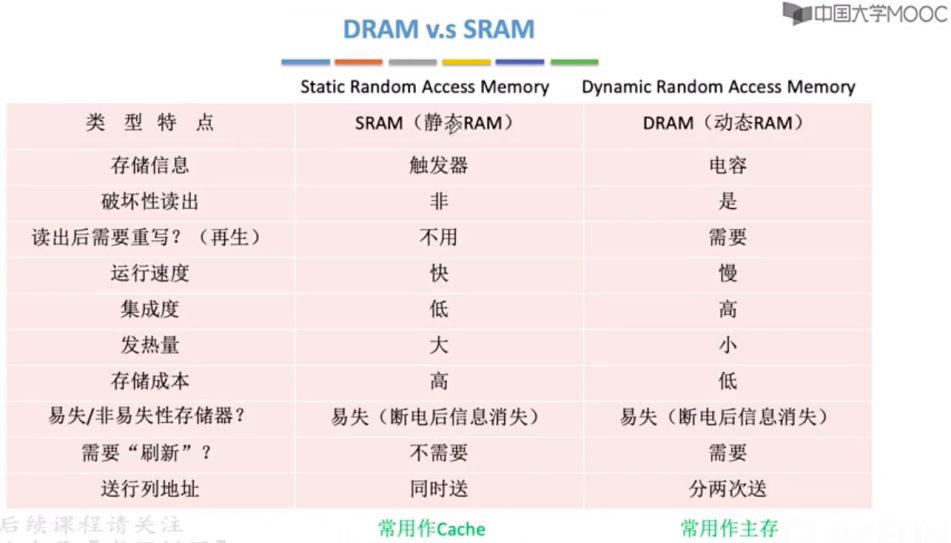 中国大学MOOC
DRAM v.s SRAM
Static Random Access Memory Dynamic Random Access Memory
类 型 特 点 SRAM（静态RAM） DRAM（动态RAM）
存储信息 触发器 电容
破坏性读出 非 是
读出后需要重写？（再生） 不用 需要
运行速度 快 慢
集成度 低 高
发热量 大 小
存储成本 高 低
易失/非易失性存储器？ 易失（断电后信息消失） 易失（断电后信息消失）
需要“刷新”？ 不需要 需要
送行列地址 同时送 分两次送
后续课程请关注 常用作Cache 常用作主存